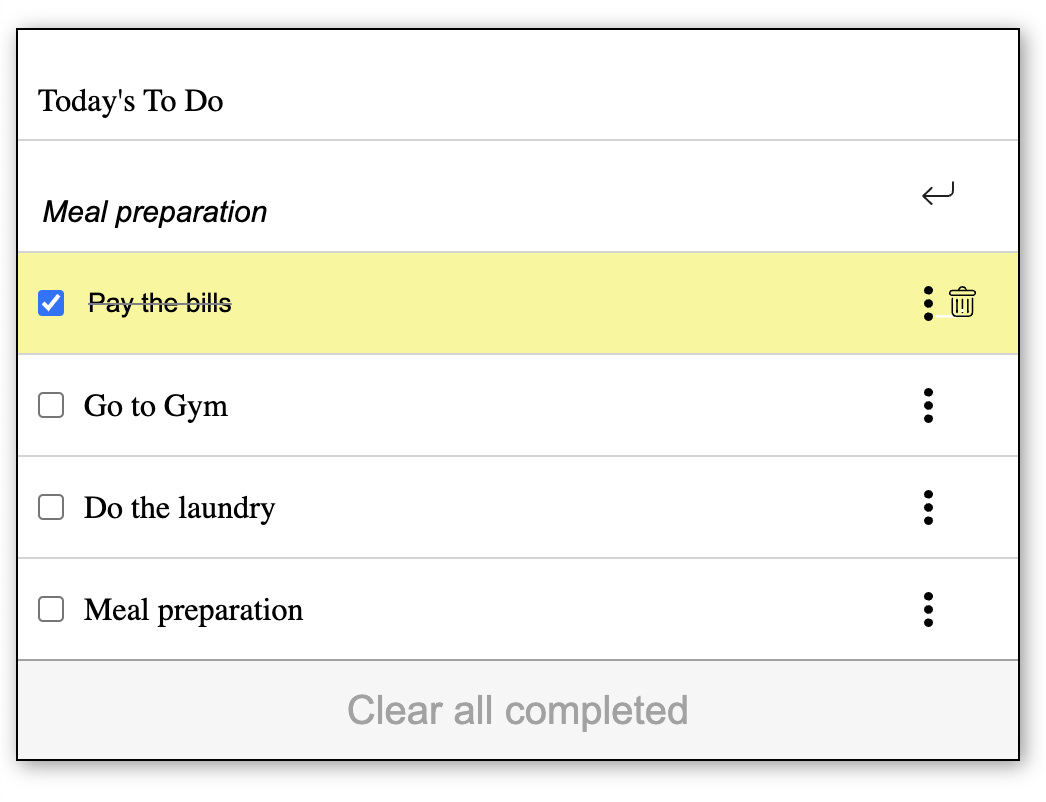 Today's To Do
Meal preparation
Pay the bills
Go to Gym
Do the laundry
Meal preparation
Clear all completed